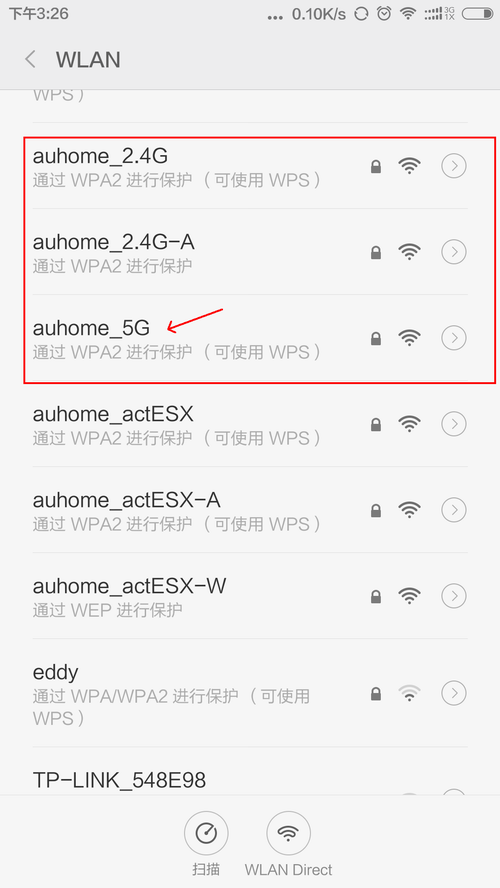 下午3:26
... 0.10K/s
3G
1X
WLAN
WPS）
auhome_2.4G
通过 WPA2 进行保护 （可使用 WPS）
auhome_2.4G-A
通过 WPA2 进行保护
auhome_5G
通过 WPA2 进行保护 （可使用 WPS）
auhome_actESX
通过 WPA2 进行保护 （可使用 WPS）
auhome_actESX-A
通过 WPA2 进行保护 （可使用 WPS）
auhome_actESX-W
通过 WEP 进行保护
eddy
通过 WPA/WPA2 进行保护 （可使用
WPS）
TP-LINK_548E98
扫描
WLAN Direct